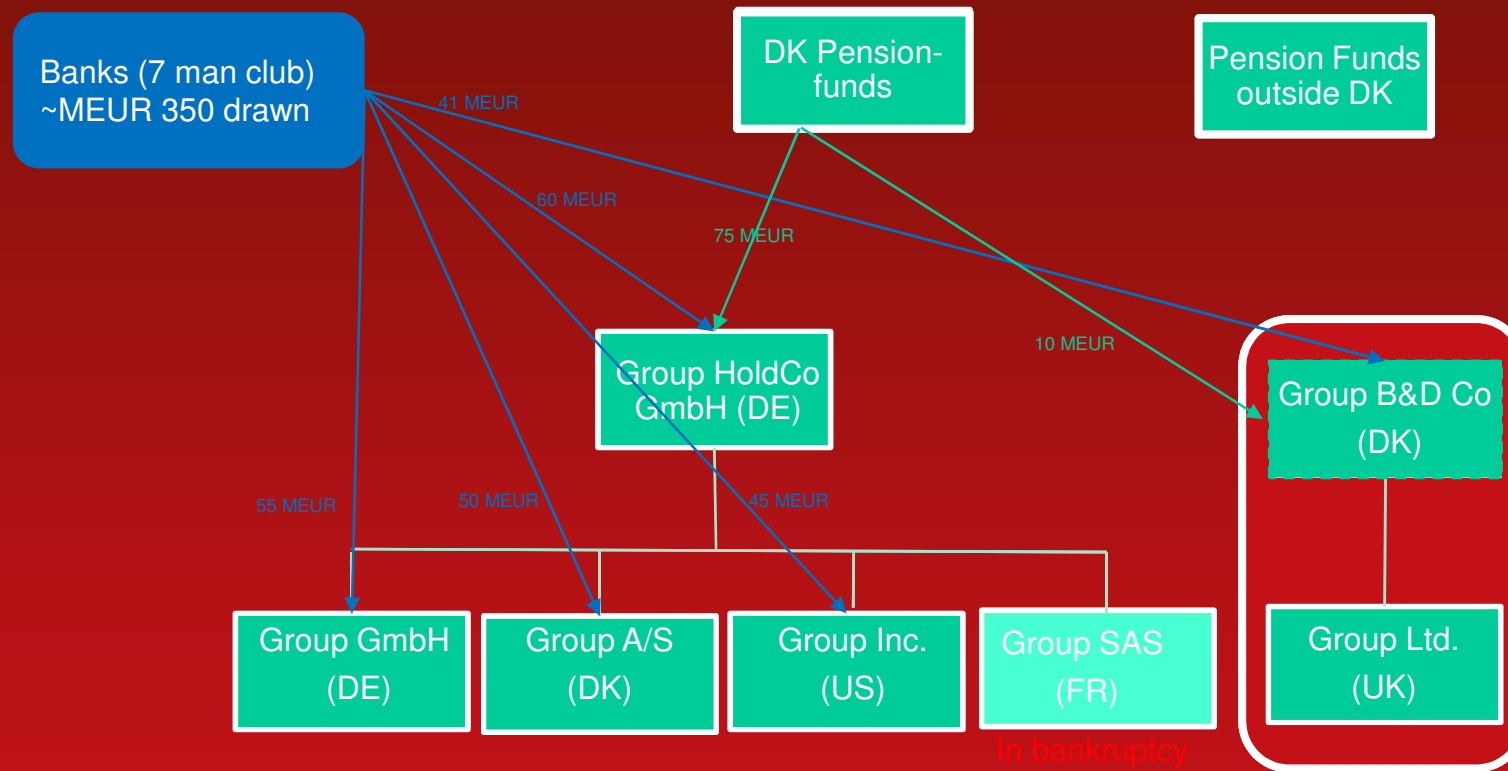 Banks (7 man club)
~MEUR 350 drawn
DK Pension-
funds
Pension Funds
outside DK
41 MEUR
60 MEUR
75 MEUR
10 MEUR
Group HoldCo
GmbH (DE)
Group B&D Co
(DK)
55 MEUR
50 MEUR
45 MEUR
Group GmbH
(DE)
Group A/S
(DK)
Group Inc.
(US)
Group SAS
(FR)
Group Ltd.
(UK)
In bankruptcy